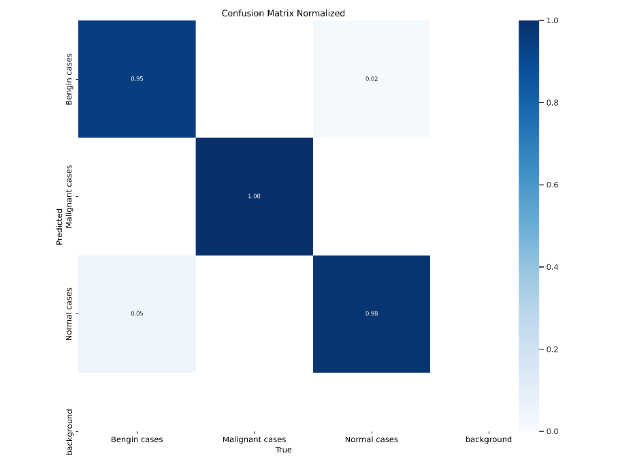 Confusion Matrix Normalized
1.0
Bengin cases
0.95
0.02
0.8
Malignant cases
0.6
Predicted
1.00
0.4
Normal cases
0.05
0.98
0.2
background
0.0
Bengin cases
Malignant cases
Normal cases
background
True